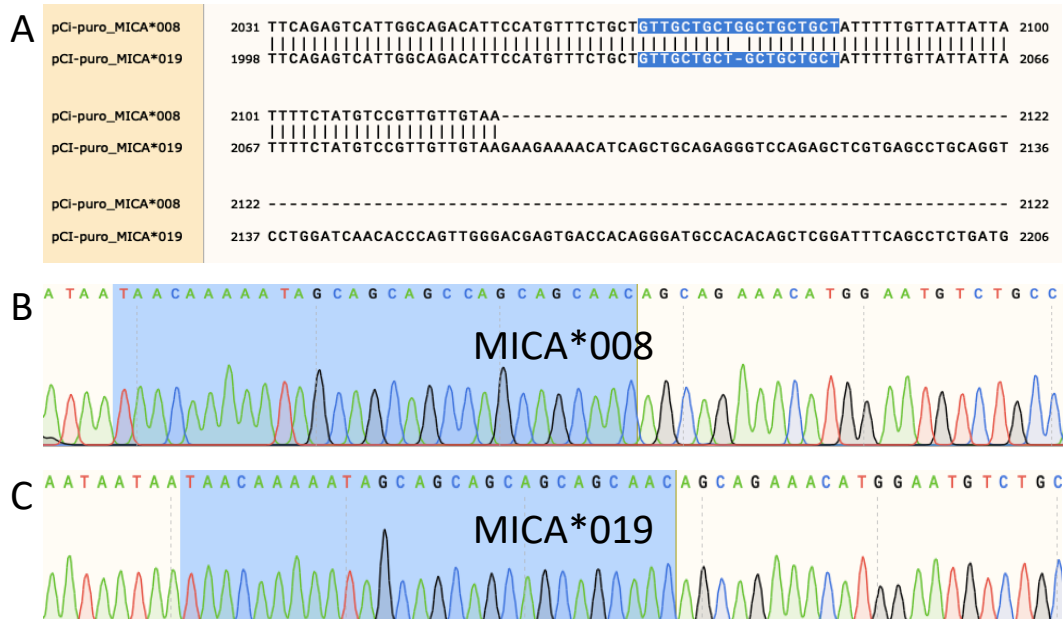 A
pCi-puro_MICA*008 2031 TTCAGAGTCATTGGCAGACATTCCATGTTTCTGCTGTTGCTGCTGGCTGCTGCTATTTTTGTTATTATTA 2100
pCI-puro_MICA*019 1998 TTCAGAGTCATTGGCAGACATTCCATGTTTCTGCTGTTGCTGCT-GCTGCTGCTATTTTTGTTATTATTA 2066
pCi-puro_MICA*008 2101 TTTTCTATGTCCGTTGTTGTAA------------------------------------------------ 2122
pCI-puro_MICA*019 2067 TTTTCTATGTCCGTTGTTGTAAGAAGAAAACATCAGCTGCAGAGGGTCCAGAGCTCGTGAGCCTGCAGGT 2136
pCi-puro_MICA*008 2122 ---------------------------------------------------------------------- 2122
pCI-puro_MICA*019 2137 CCTGGATCAACACCCAGTTGGGACGAGTGACCACAGGGATGCCACACAGCTCGGATTTCAGCCTCTGATG 2206
B
A T A A T A A C A A A A A T A G C A G C A G C C A G C A G C A A C A G C A G A A A C A T G G A A T G T C T G C C
MICA*008
C
A A T A A T A A T A A C A A A A A T A G C A G C A G C A G C A G C A A C A G C A G A A A C A T G G A A T G T C T G C
MICA*019